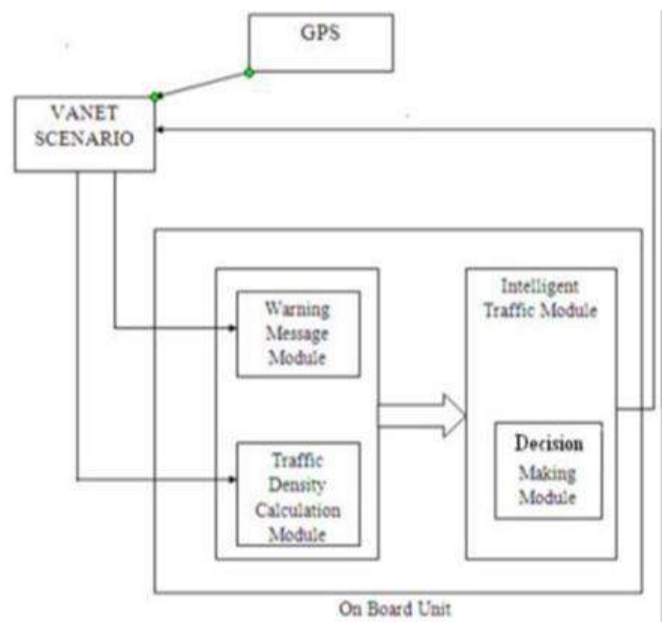 GPS
VANET
SCENARIO
Warning
Message
Module
Traffic
Density
Calculation
Module
Intelligent
Traffic Module
Decision
Making
Module
On Board Unit